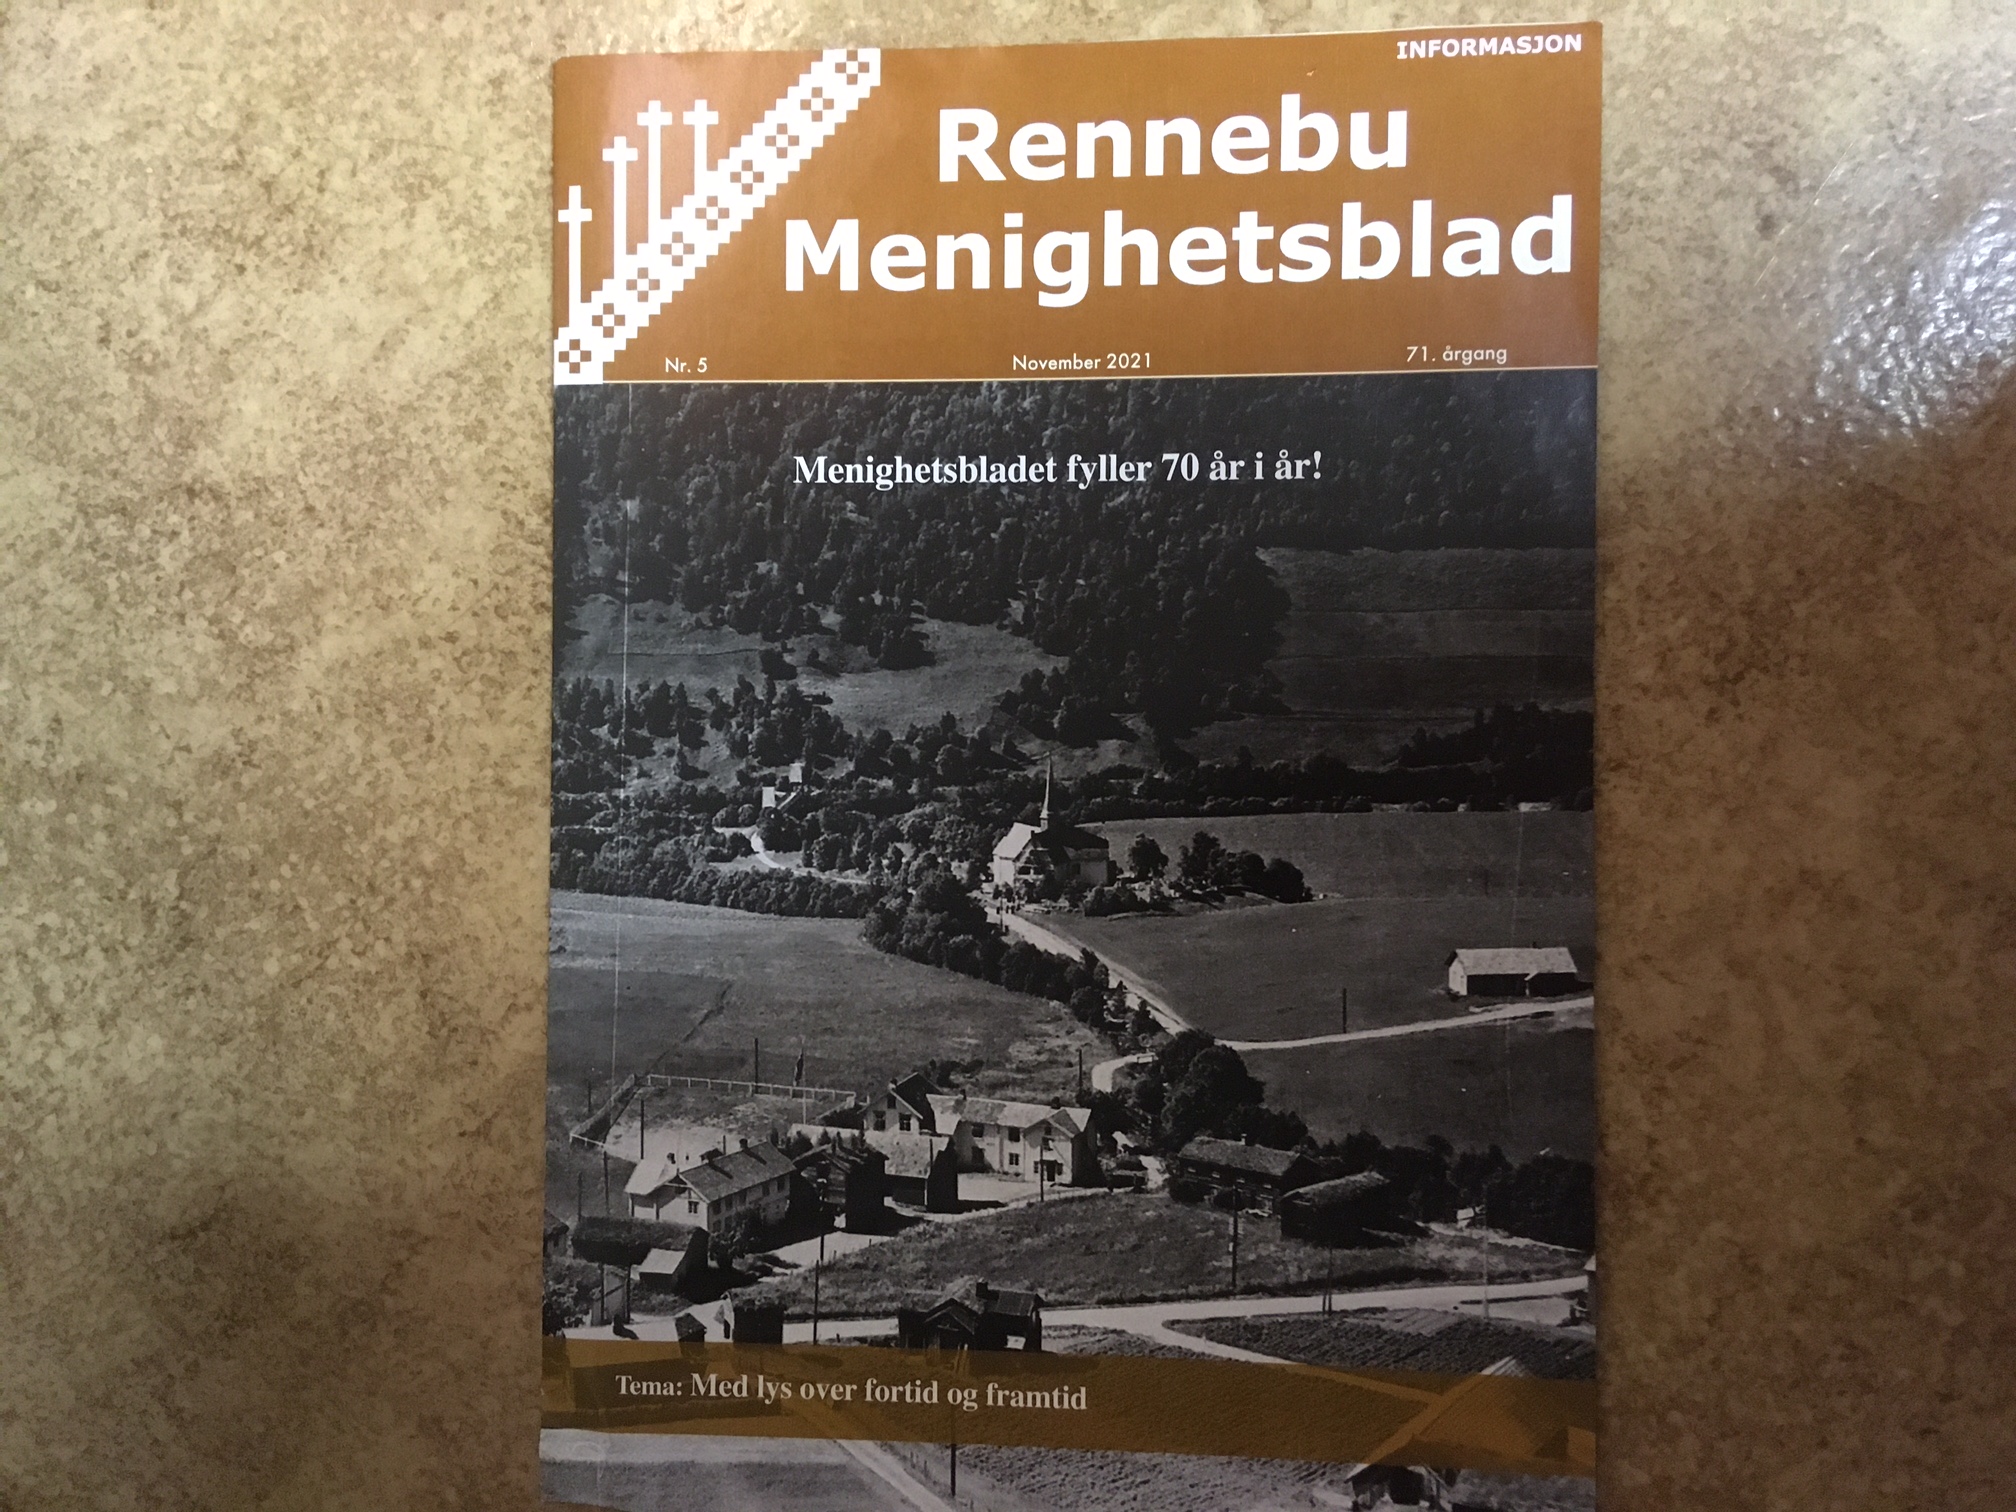 INFORMASJON
Rennebu
Menighetsblad
Nr. 5 November 2021 71. årgang
Menighetsbladet fyller 70 år i år!
Tema: Med lys over fortid og framtid